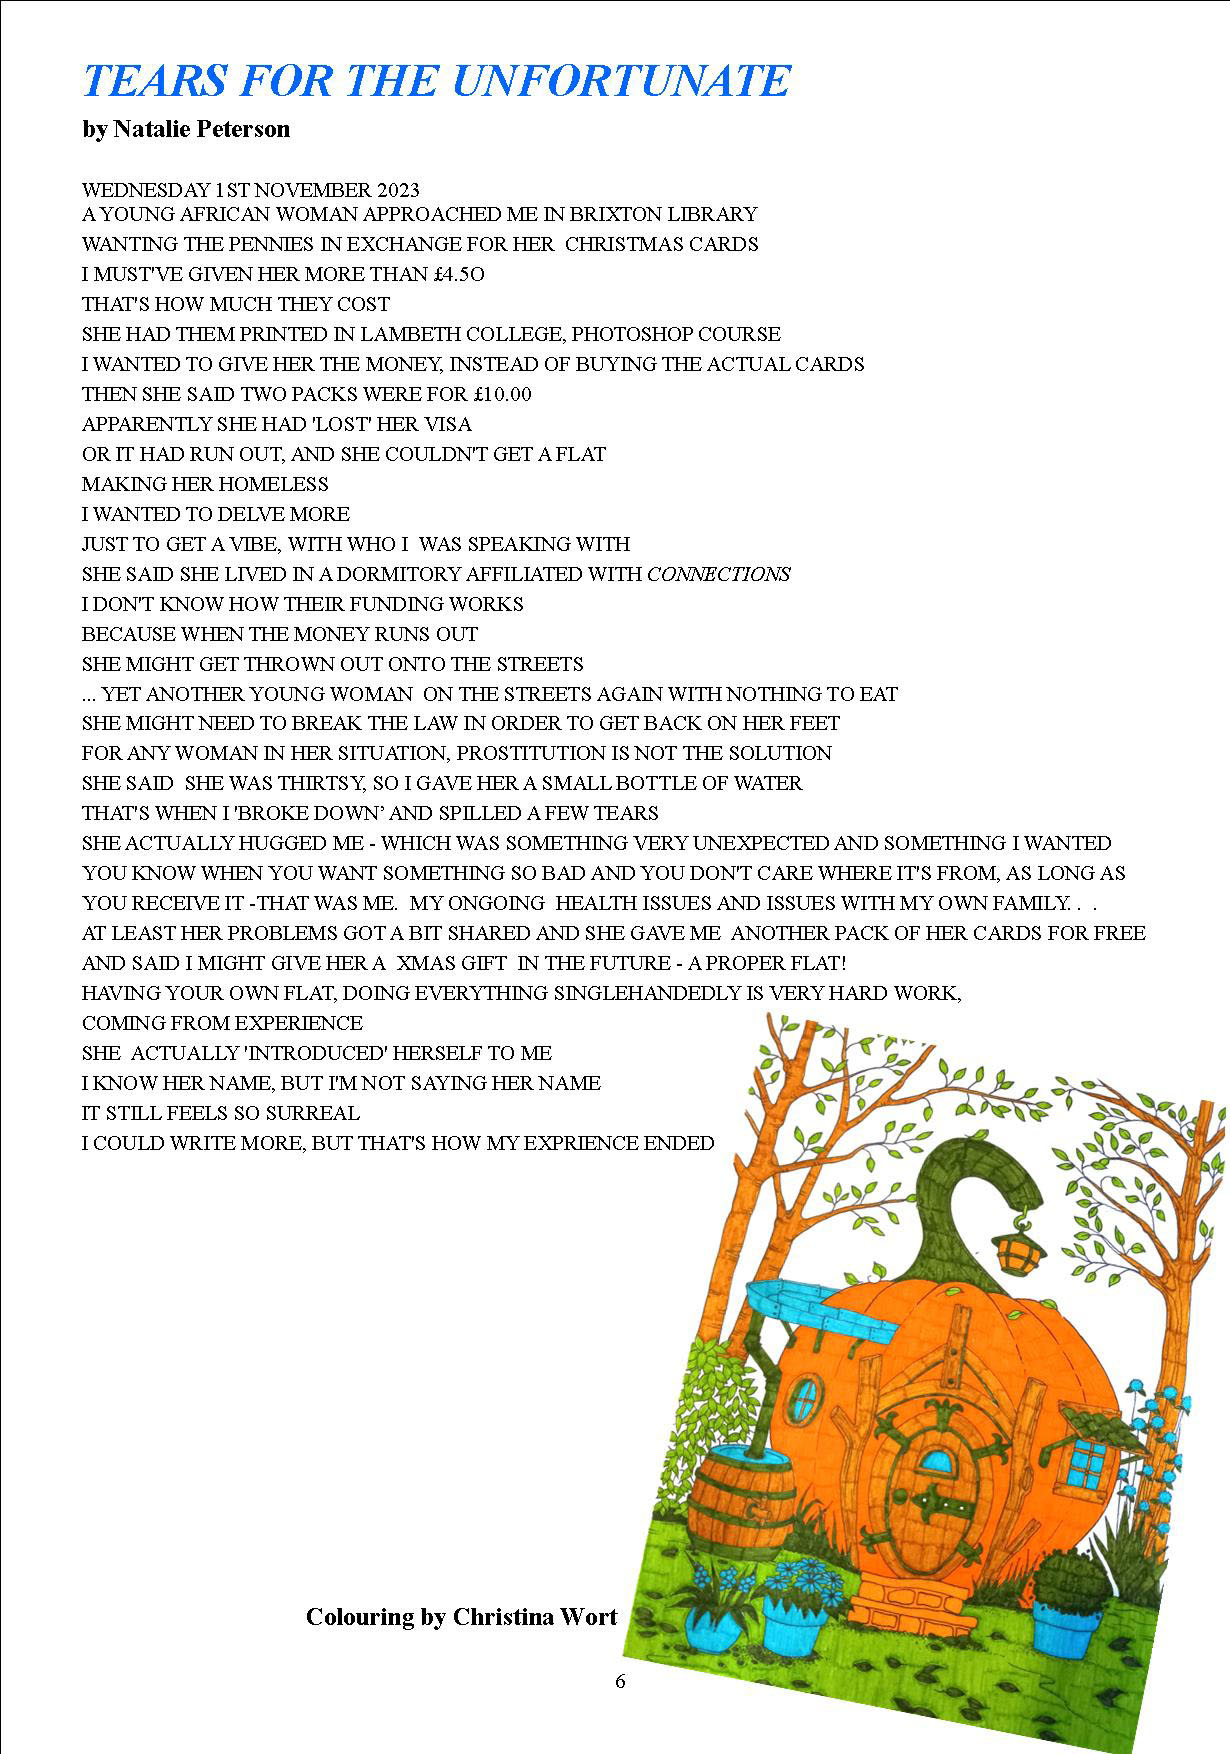 TEARS FOR THE UNFORTUNATE
by Natalie Peterson
WEDNESDAY 1ST NOVEMBER 2023
A YOUNG AFRICAN WOMAN APPROACHED ME IN BRIXTON LIBRARY
WANTING THE PENNIES IN EXCHANGE FOR HER  CHRISTMAS CARDS
I MUST'VE GIVEN HER MORE THAN £4.5O
THAT'S HOW MUCH THEY COST
SHE HAD THEM PRINTED IN LAMBETH COLLEGE, PHOTOSHOP COURSE
I WANTED TO GIVE HER THE MONEY, INSTEAD OF BUYING THE ACTUAL CARDS
THEN SHE SAID TWO PACKS WERE FOR £10.00
APPARENTLY SHE HAD 'LOST' HER VISA
OR IT HAD RUN OUT, AND SHE COULDN'T GET A FLAT
MAKING HER HOMELESS
I WANTED TO DELVE MORE
JUST TO GET A VIBE, WITH WHO I  WAS SPEAKING WITH
SHE SAID SHE LIVED IN A DORMITORY AFFILIATED WITH CONNECTIONS
I DON'T KNOW HOW THEIR FUNDING WORKS
BECAUSE WHEN THE MONEY RUNS OUT
SHE MIGHT GET THROWN OUT ONTO THE STREETS
... YET ANOTHER YOUNG WOMAN  ON THE STREETS AGAIN WITH NOTHING TO EAT
SHE MIGHT NEED TO BREAK THE LAW IN ORDER TO GET BACK ON HER FEET
FOR ANY WOMAN IN HER SITUATION, PROSTITUTION IS NOT THE SOLUTION
SHE SAID  SHE WAS THIRTSY, SO I GAVE HER A SMALL BOTTLE OF WATER
THAT'S WHEN I 'BROKE DOWN’ AND SPILLED A FEW TEARS
SHE ACTUALLY HUGGED ME - WHICH WAS SOMETHING VERY UNEXPECTED AND SOMETHING I WANTED
YOU KNOW WHEN YOU WANT SOMETHING SO BAD AND YOU DON'T CARE WHERE IT'S FROM, AS LONG AS
YOU RECEIVE IT -THAT WAS ME.  MY ONGOING  HEALTH ISSUES AND ISSUES WITH MY OWN FAMILY. .  .
AT LEAST HER PROBLEMS GOT A BIT SHARED AND SHE GAVE ME  ANOTHER PACK OF HER CARDS FOR FREE
AND SAID I MIGHT GIVE HER A  XMAS GIFT  IN THE FUTURE - A PROPER FLAT!
HAVING YOUR OWN FLAT, DOING EVERYTHING SINGLEHANDEDLY IS VERY HARD WORK,
COMING FROM EXPERIENCE
SHE  ACTUALLY 'INTRODUCED' HERSELF TO ME
I KNOW HER NAME, BUT I'M NOT SAYING HER NAME
IT STILL FEELS SO SURREAL
I COULD WRITE MORE, BUT THAT'S HOW MY EXPRIENCE ENDED
Colouring by Christina Wort
6